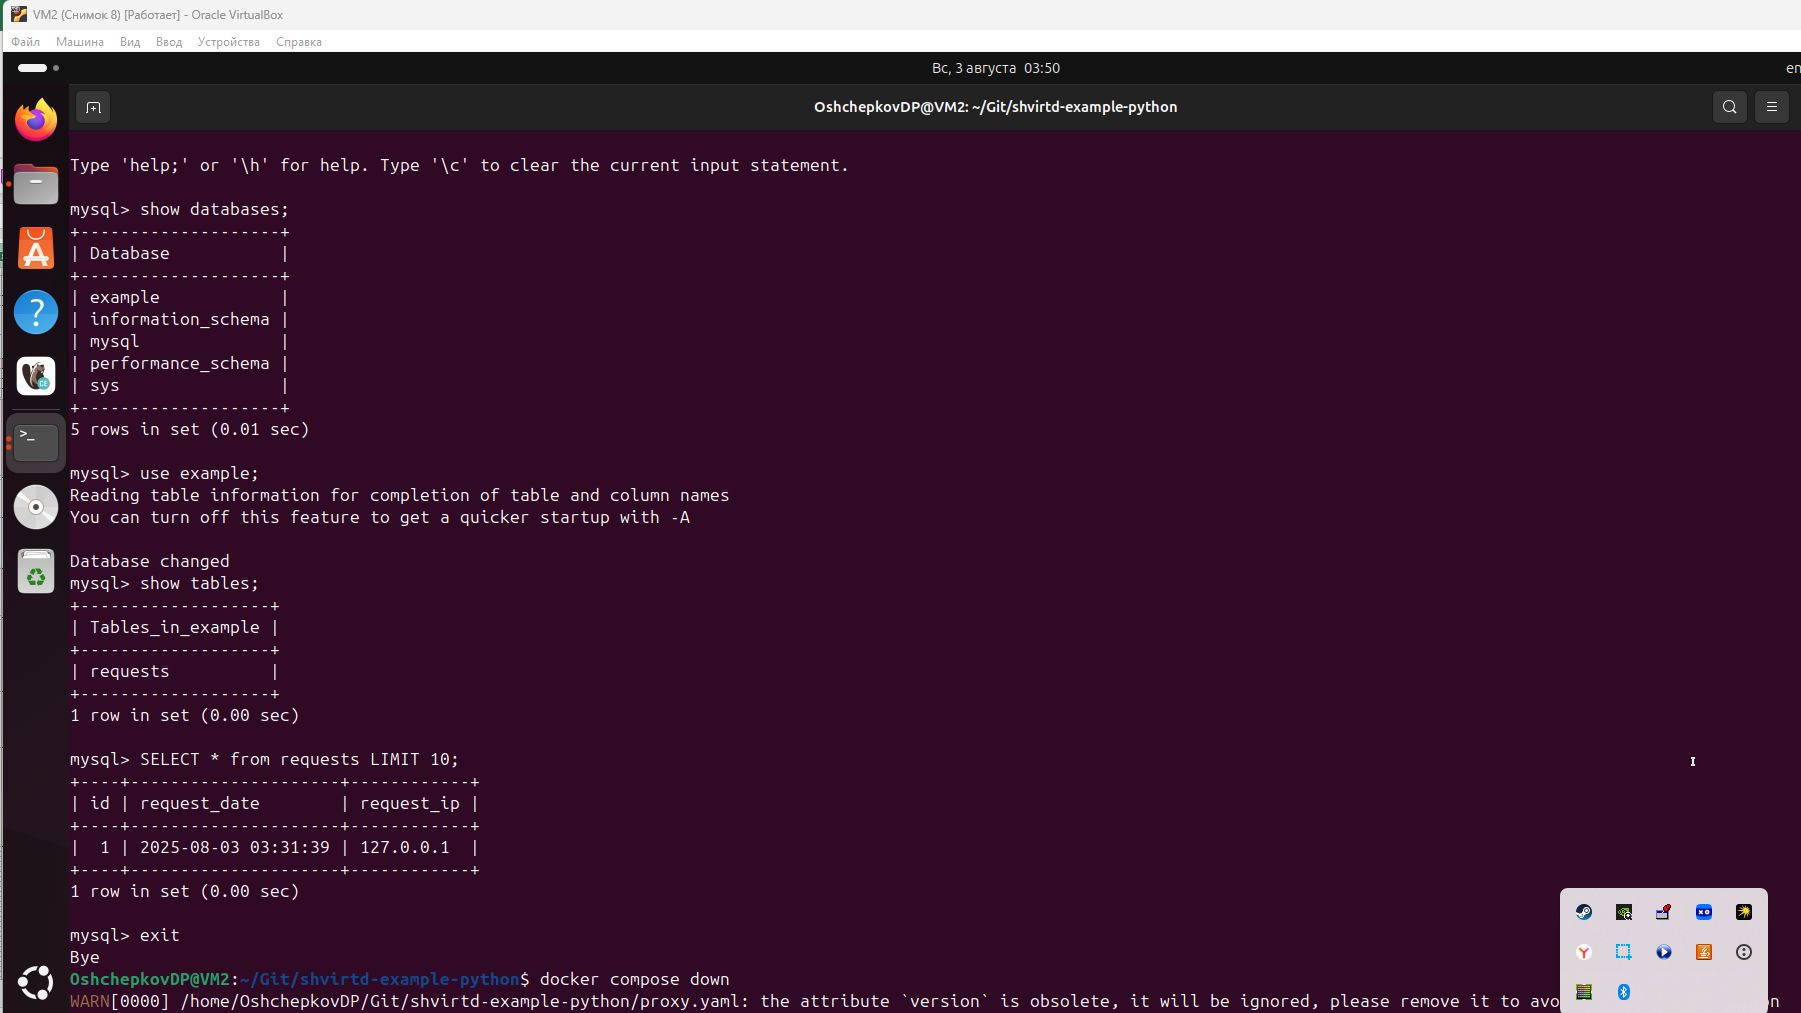 VM2 (Снимок 8) [Работает] - Oracle VirtualBox
Файл Машина Вид Ввод Устройства Справка
Вс, 3 августа 03:50
en
OshchepkovDP@VM2: ~/Git/shvirtd-example-python
Type 'help;' or '\h' for help. Type '\c' to clear the current input statement.
mysql> show databases;
+--------------------+
| Database           |
+--------------------+
| example            |
| information_schema |
| mysql              |
| performance_schema |
| sys                |
+--------------------+
5 rows in set (0.01 sec)
mysql> use example;
Reading table information for completion of table and column names
You can turn off this feature to get a quicker startup with -A
Database changed
mysql> show tables;
+-------------------+
| Tables_in_example |
+-------------------+
| requests          |
+-------------------+
1 row in set (0.00 sec)
mysql> SELECT * from requests LIMIT 10;
+----+---------------------+------------+
| id | request_date        | request_ip |
+----+---------------------+------------+
|  1 | 2025-08-03 03:31:39 | 127.0.0.1  |
+----+---------------------+------------+
1 row in set (0.00 sec)
mysql> exit
Bye
OshchepkovDP@VM2:~/Git/shvirtd-example-python$ docker compose down
WARN[0000] /home/OshchepkovDP/Git/shvirtd-example-python/proxy.yaml: the attribute `version` is obsolete, it will be ignored, please remove it to avo